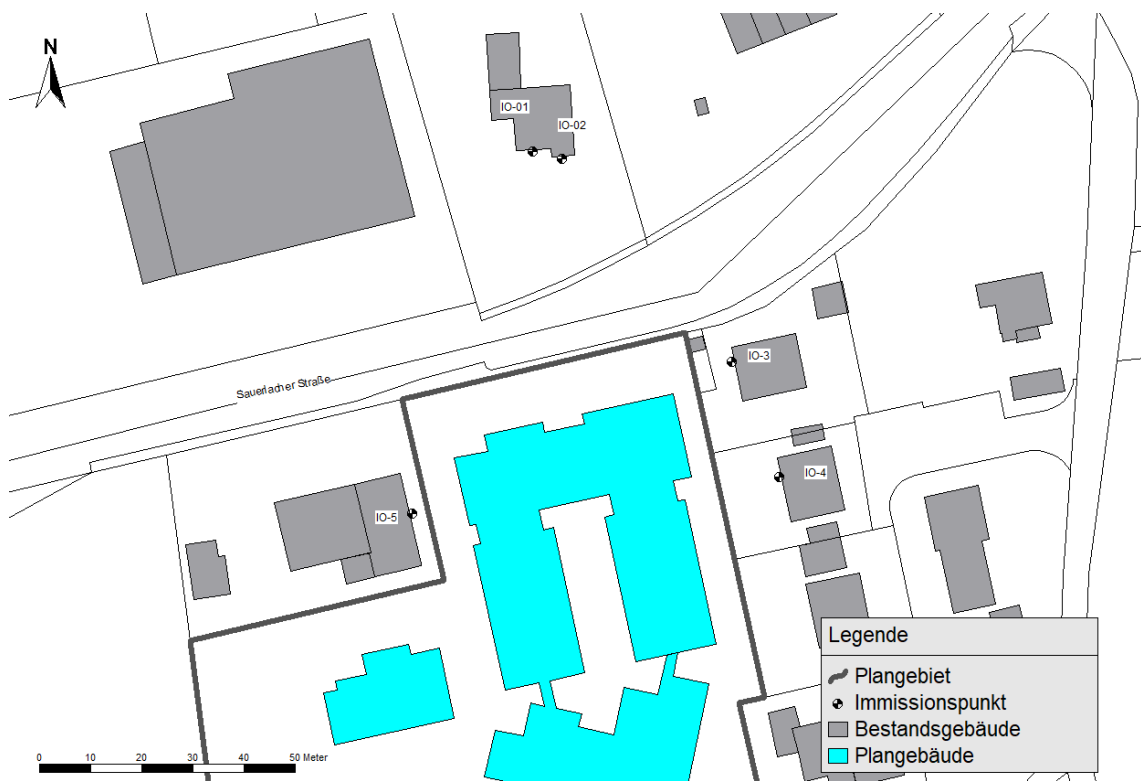 N
IO-01
IO-02
IO-3
Sauerlacher Straße
IO-4
IO-5
Legende
Plangebiet
Immissionspunkt
Bestandsgebäude
Plangebäude
0 10 20 30 40 50 Meter